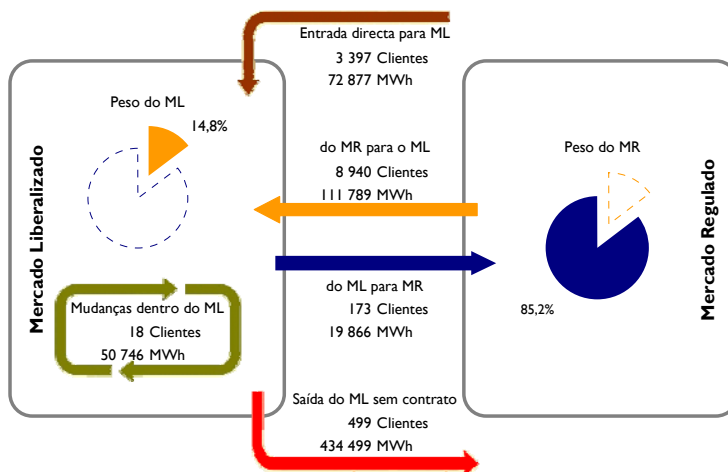 Entrada directa para ML
3 397 Clientes
72 877 MWh
Mercado Liberalizado
Peso do ML
14,8%
do MR para o ML
8 940 Clientes
111 789 MWh
Peso do MR
85,2%
Mercado Regulado
do ML para MR
173 Clientes
19 866 MWh
Mudanças dentro do ML
18 Clientes
50 746 MWh
Saída do ML sem contrato
499 Clientes
434 499 MWh